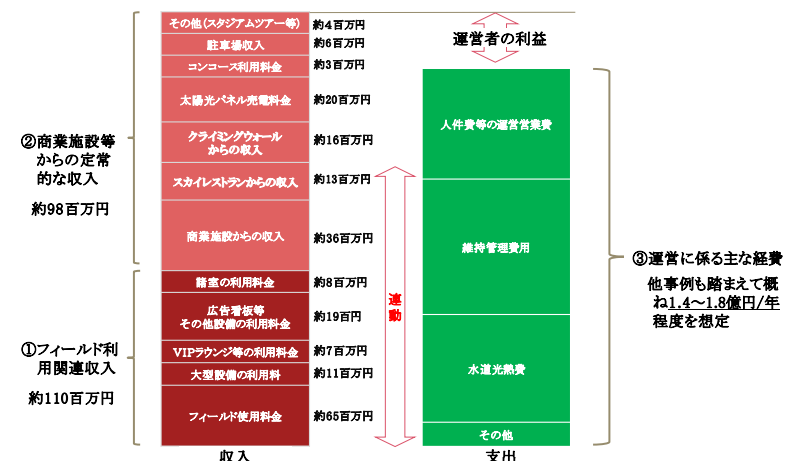 その他(スタジアムツアー等)
約4百万円
駐車場収入
約6百万円
コンコース利用料金
約3百万円
太陽光パネル売電料金
約20百万円
クライミングウォール
からの収入
約16百万円
スカイレストランからの収入
約13百万円
商業施設からの収入
約36百万円
諸室の利用料金
約8百万円
広告看板等
その他設備の利用料金
約19百円
VIPラウンジ等の利用料金
約7百万円
大型設備の利用料
約11百万円
フィールド使用料金
約65百万円
収入
②商業施設等
からの定常
的な収入
約98百万円
①フィールド利
用関連収入
約110百万円
連動
運営者の利益
人件費等の運営営業費
維持管理費用
水道光熱費
その他
支出
③運営に係る主な経費
他事例も踏まえて概
ね1.4～1.8億円/年
程度を想定